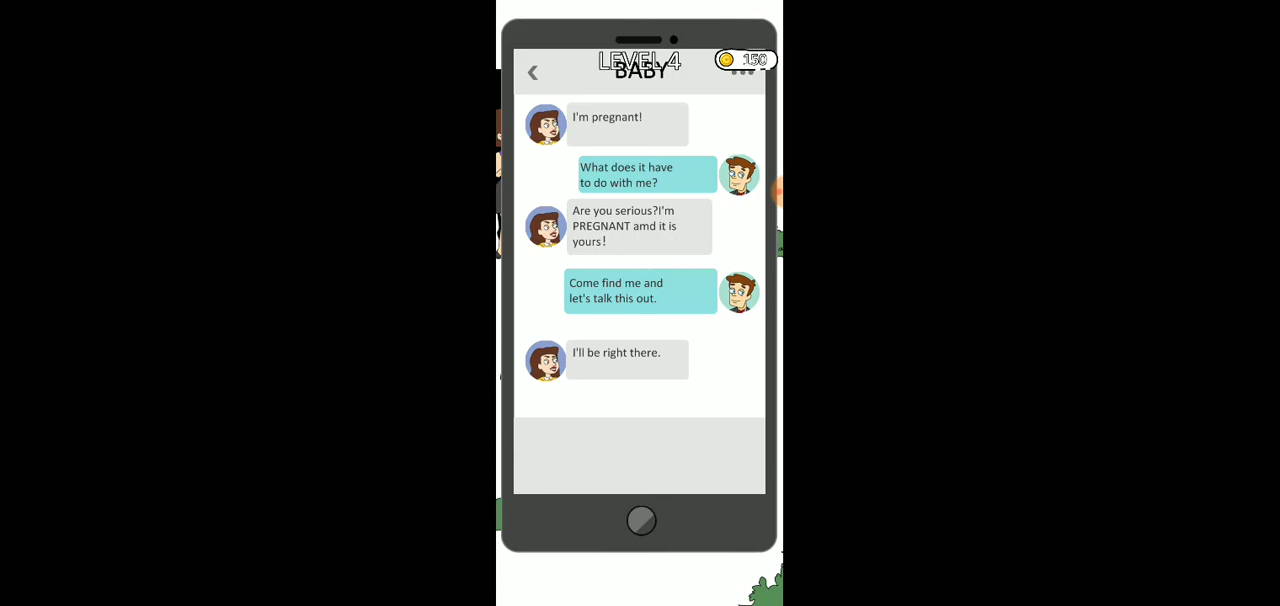 LEVEL 4
150
BABY
I'm pregnant!
What does it have
to do with me?
Are you serious?I'm
PREGNANT amd it is
yours!
Come find me and
let's talk this out.
I'll be right there.